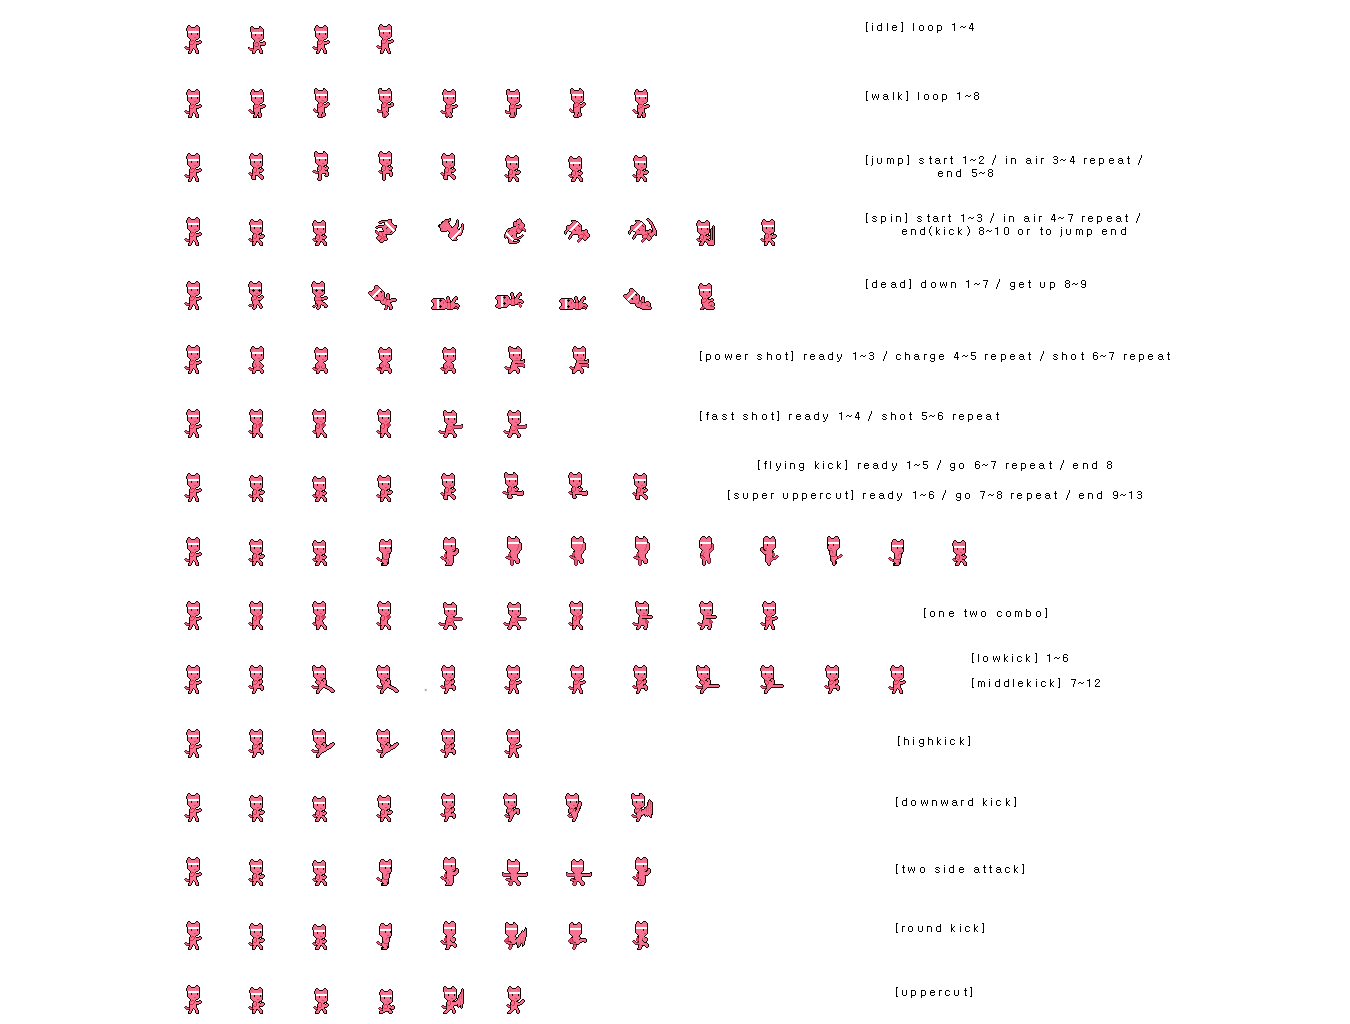 [idle] loop 1~4
[walk] loop 1~8
[jump] start 1~2 / in air 3~4 repeat /
end 5~8
[spin] start 1~3 / in air 4~7 repeat /
end(kick) 8~10 or to jump end
[dead] down 1~7 / get up 8~9
[power shot] ready 1~3 / charge 4~5 repeat / shot 6~7 repeat
[fast shot] ready 1~4 / shot 5~6 repeat
[flying kick] ready 1~5 / go 6~7 repeat / end 8
[super uppercut] ready 1~6 / go 7~8 repeat / end 9~13
[one two combo]
[lowkick] 1~6
[middlekick] 7~12
[highkick]
[downward kick]
[two side attack]
[round kick]
[uppercut]